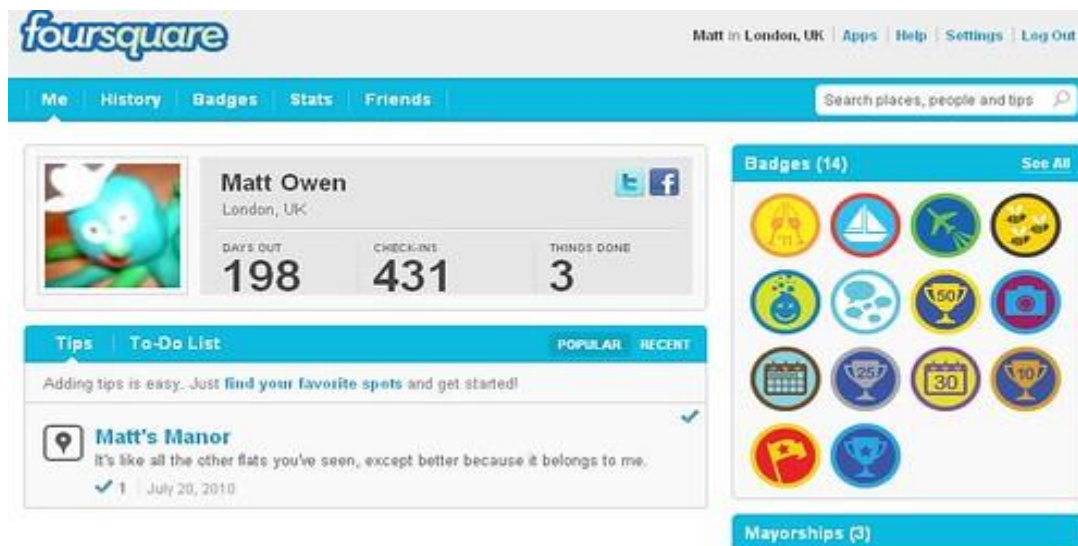 foursquare
Matt in London, UK Apps Help Settings Log Out
Me History Badges Stats Friends
Search places, people and tips
Matt Owen
London, UK
DAYS OUT CHECK-INS THINGS DONE
198 431 3
Tips To-Do List POPULAR RECENT
Adding tips is easy. Just find your favorite spots and get started!
Matt's Manor
It's like all the other flats you've seen, except better because it belongs to me.
1 July 20, 2010
Badges (14) See All
50
25 30 10
Mayorships (3)